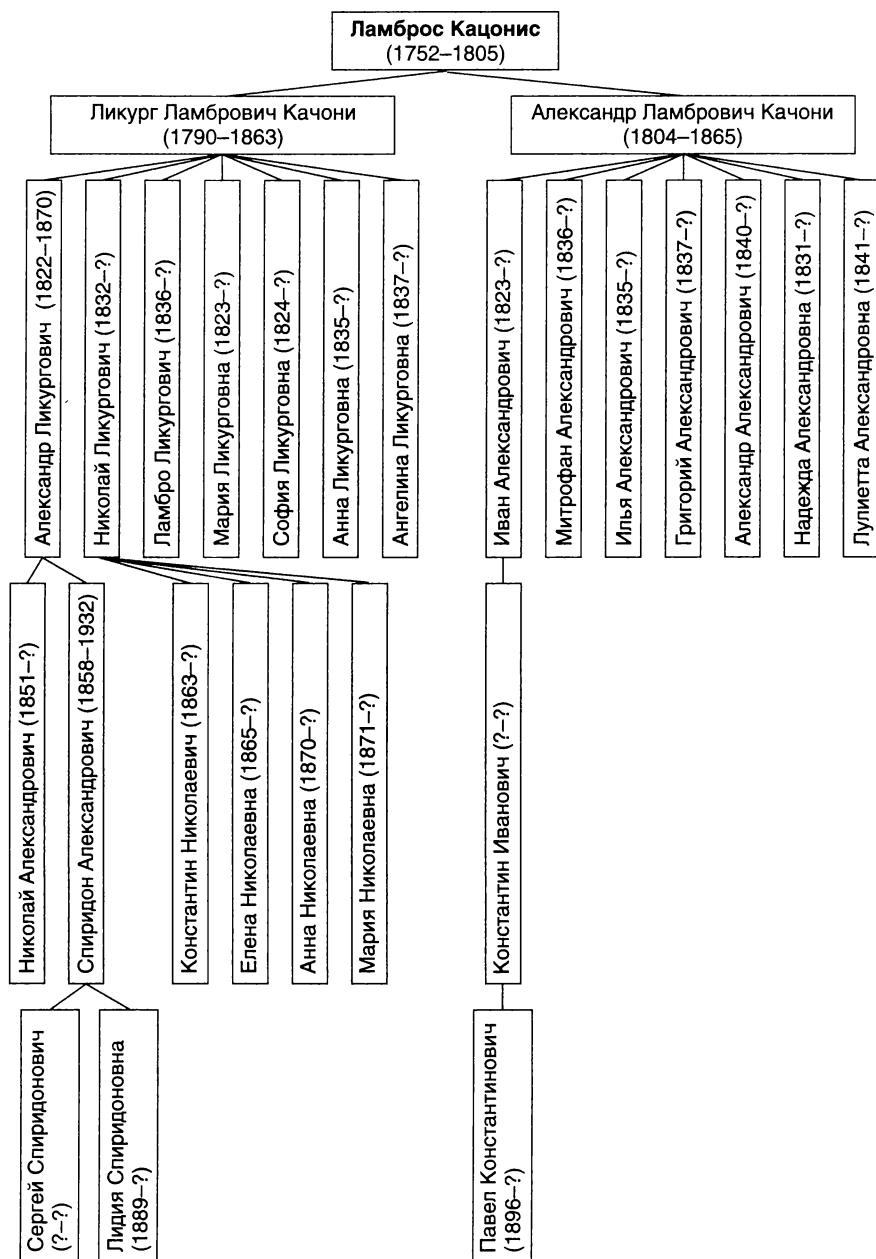 Ламброс Кацонис
(1752–1805)
Ликург Ламбрович Качони
(1790–1863)
Александр Ламбрович Качони
(1804–1865)
Александр Ликургович (1822–1870)
Николай Ликургович (1832–?)
Ламбро Ликургович (1836–?)
Мария Ликурговна (1823–?)
София Ликурговна (1824–?)
Анна Ликурговна (1835–?)
Ангелина Ликурговна (1837–?)
Иван Александрович (1823–?)
Митрофан Александрович (1836–?)
Илья Александрович (1835–?)
Григорий Александрович (1837–?)
Александр Александрович (1840–?)
Надежда Александровна (1831–?)
Лулиетта Александровна (1841–?)
Николай Александрович (1851–?)
Спиридон Александрович (1858–1932)
Константин Николаевич (1863–?)
Елена Николаевна (1865–?)
Анна Николаевна (1870–?)
Мария Николаевна (1871–?)
Константин Иванович (?–?)
Сергей Спиридонович
(?–?)
Лидия Спиридоновна
(1889–?)
Павел Константинович
(1896–?)